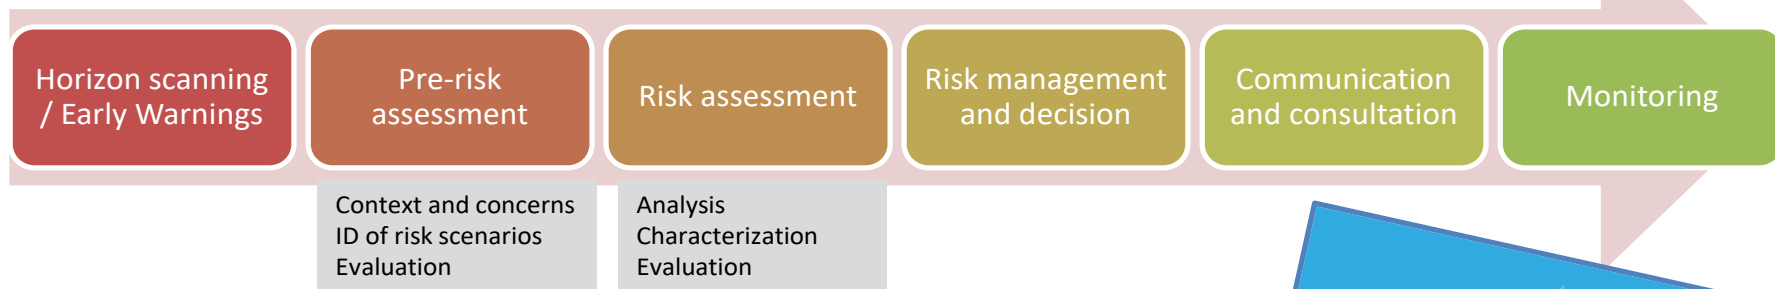 Horizon scanning
/ Early Warnings
Pre-risk
assessment
Risk assessment
Risk management
and decision
Communication
and consultation
Monitoring
Context and concerns
ID of risk scenarios
Evaluation
Analysis
Characterization
Evaluation